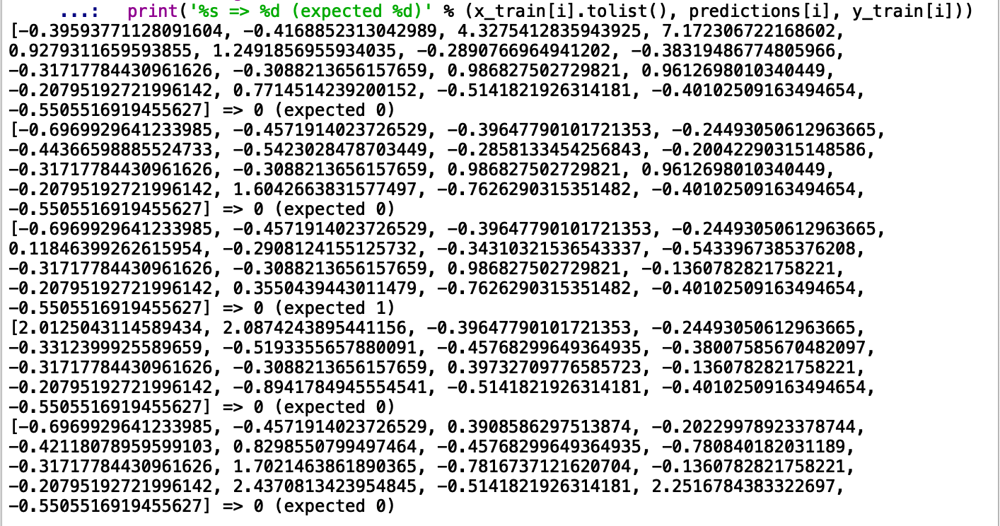 ...:   print('%s => %d (expected %d)' % (x_train[i].tolist(), predictions[i], y_train[i]))
[-0.39593771128091604, -0.4168852313042989, 4.3275412835943925, 7.172306722168602,
0.9279311659593855, 1.2491856955934035, -0.2890766964941202, -0.38319486774805966,
-0.31717784430961626, -0.3088213656157659, 0.986827502729821, 0.9612698010340449,
-0.20795192721996142, 0.7714514239200152, -0.5141821926314181, -0.40102509163494654,
-0.5505516919455627] => 0 (expected 0)
[-0.6969929641233985, -0.4571914023726529, -0.39647790101721353, -0.24493050612963665,
-0.44366598885524733, -0.5423028478703449, -0.2858133454256843, -0.20042290315148586,
-0.31717784430961626, -0.3088213656157659, 0.986827502729821, 0.9612698010340449,
-0.20795192721996142, 1.6042663831577497, -0.7626290315351482, -0.40102509163494654,
-0.5505516919455627] => 0 (expected 0)
[-0.6969929641233985, -0.4571914023726529, -0.39647790101721353, -0.24493050612963665,
0.11846399262615954, -0.2908124155125732, -0.34310321536543337, -0.5433967385376208,
-0.31717784430961626, -0.3088213656157659, 0.986827502729821, -0.1360782821758221,
-0.20795192721996142, 0.3550439443011479, -0.7626290315351482, -0.40102509163494654,
-0.5505516919455627] => 0 (expected 1)
[2.0125043114589434, 2.0874243895441156, -0.39647790101721353, -0.24493050612963665,
-0.3312399925589659, -0.5193355657880091, -0.45768299649364935, -0.38007585670482097,
-0.31717784430961626, -0.3088213656157659, 0.39732709776585723, -0.1360782821758221,
-0.20795192721996142, -0.8941784945554541, -0.5141821926314181, -0.40102509163494654,
-0.5505516919455627] => 0 (expected 0)
[-0.6969929641233985, -0.4571914023726529, 0.3908586297513874, -0.20229978923378744,
-0.42118078959599103, 0.8298550799497464, -0.45768299649364935, -0.780840182031189,
-0.31717784430961626, 1.7021463861890365, -0.7816737121620704, -0.1360782821758221,
-0.20795192721996142, 2.4370813423954845, -0.5141821926314181, 2.2516784383322697,
-0.5505516919455627] => 0 (expected 0)